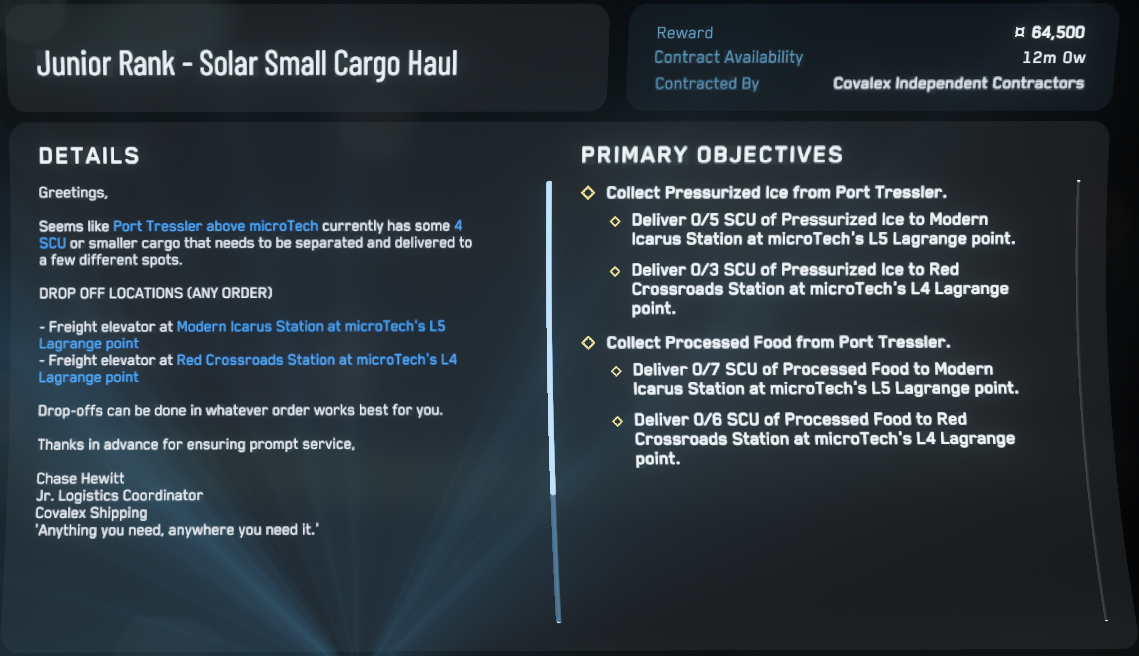 Junior Rank - Solar Small Cargo Haul
Reward ¤ 64,500
Contract Availability 12m 0w
Contracted By Covalex Independent Contractors
DETAILS
Greetings,
Seems like Port Tressler above microTech currently has some 4
SCU or smaller cargo that needs to be separated and delivered to
a few different spots.
DROP OFF LOCATIONS (ANY ORDER)
- Freight elevator at Modern Icarus Station at microTech's L5
Lagrange point
- Freight elevator at Red Crossroads Station at microTech's L4
Lagrange point
Drop-offs can be done in whatever order works best for you.
Thanks in advance for ensuring prompt service,
Chase Hewitt
Jr. Logistics Coordinator
Covalex Shipping
'Anything you need, anywhere you need it.'
PRIMARY OBJECTIVES
Collect Pressurized Ice from Port Tressler.
Deliver 0/5 SCU of Pressurized Ice to Modern
Icarus Station at microTech's L5 Lagrange point.
Deliver 0/3 SCU of Pressurized Ice to Red
Crossroads Station at microTech's L4 Lagrange
point.
Collect Processed Food from Port Tressler.
Deliver 0/7 SCU of Processed Food to Modern
Icarus Station at microTech's L5 Lagrange point.
Deliver 0/6 SCU of Processed Food to Red
Crossroads Station at microTech's L4 Lagrange
point.